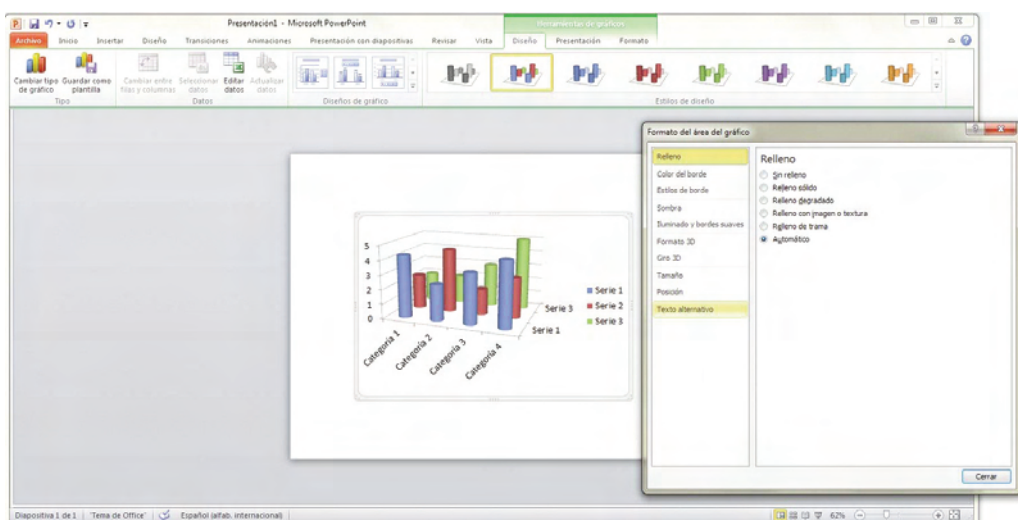 Presentación1 - Microsoft PowerPoint
Herramientas de gráficos
Archivo Inicio Insertar Diseño Transiciones Animaciones Presentación con diapositivas Revisar Vista Diseño Presentación Formato
Cambiar tipo de gráfico
Guardar como plantilla
Cambiar entre filas y columnas
Seleccionar datos
Editar datos
Actualizar datos
Tipo
Datos
Diseños de gráfico
Estilos de diseño
5
4
3
2
1
0
Categoría 1
Categoría 2
Categoría 3
Categoría 4
Serie 3
Serie 1
Serie 1
Serie 2
Serie 3
Formato del área del gráfico
Relleno
Color del borde
Estilos de borde
Sombra
Iluminado y bordes suaves
Formato 3D
Giro 3D
Tamaño
Posición
Texto alternativo
Relleno
Sin relleno
Relleno sólido
Relleno degradado
Relleno con imagen o textura
Relleno de trama
Automático
Cerrar
Diapositiva 1 de 1 "Tema de Office" Español (alfab. internacional) 62%